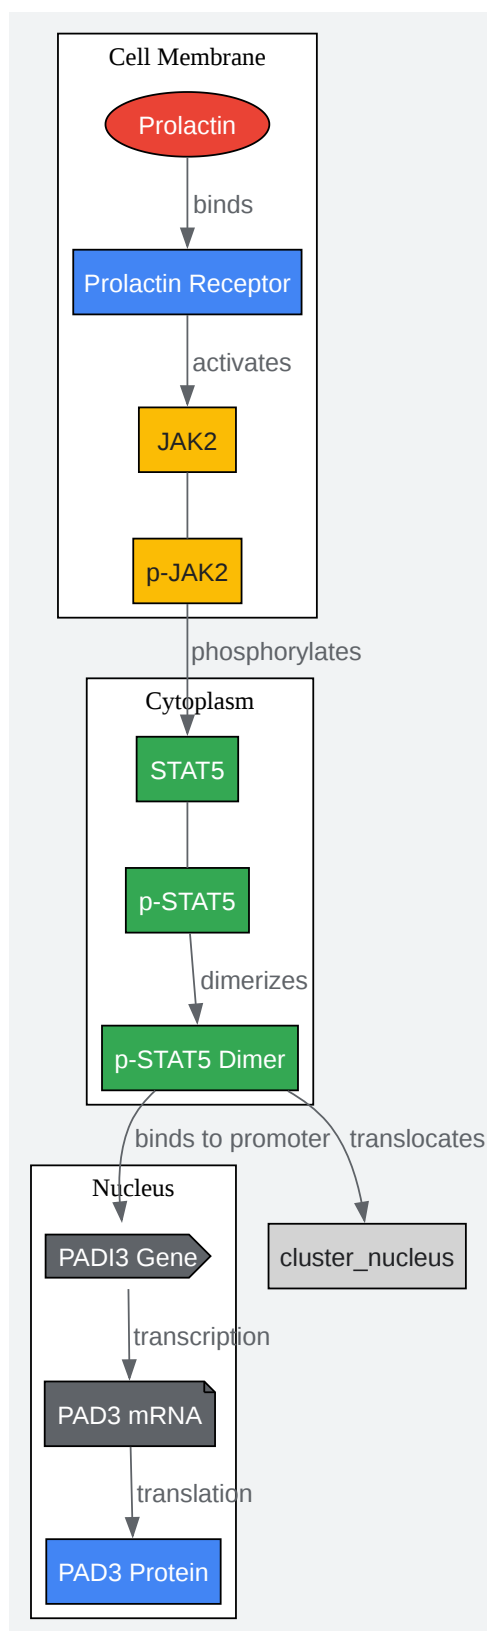 Cell Membrane
Prolactin
binds
Prolactin Receptor
activates
JAK2
p-JAK2
phosphorylates
Cytoplasm
STAT5
p-STAT5
dimerizes
p-STAT5 Dimer
binds to promoter
translocates
Nucleus
PADI3 Gene
cluster_nucleus
transcription
PAD3 mRNA
translation
PAD3 Protein